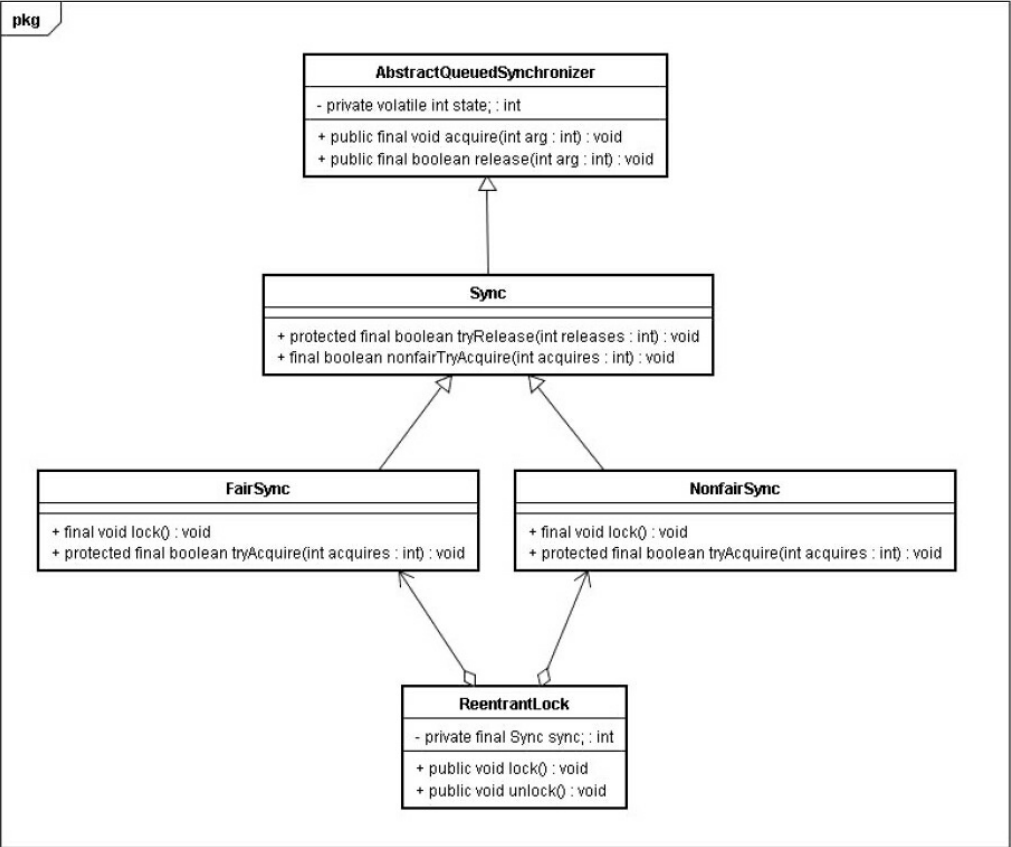 pkg
AbstractQueuedSynchronizer
- private volatile int state; : int
+ public final void acquire(int arg : int) : void
+ public final boolean release(int arg : int) : void
Sync
+ protected final boolean tryRelease(int releases : int) : void
+ final boolean nonfairTryAcquire(int acquires : int) : void
FairSync
+ final void lock() : void
+ protected final boolean tryAcquire(int acquires : int) : void
NonfairSync
+ final void lock() : void
+ protected final boolean tryAcquire(int acquires : int) : void
ReentrantLock
- private final Sync sync; : int
+ public void lock() : void
+ public void unlock() : void